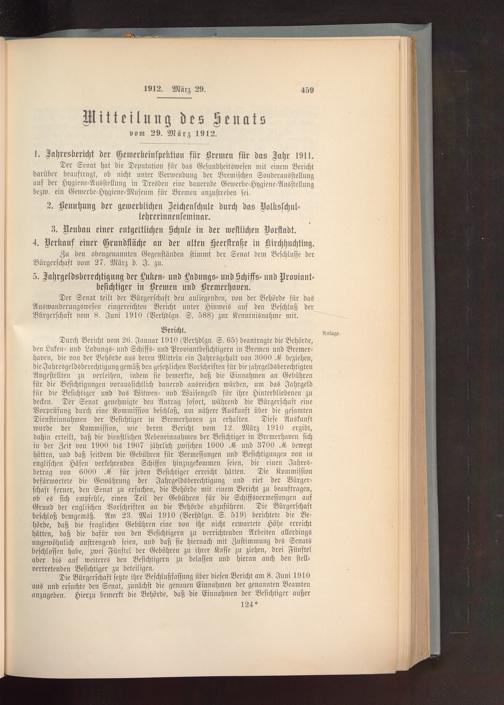 1912. März 29.
459
Mitteilung des Senats
vom 29. März 1912.
1. Jahresbericht der Gewerbeinspektion für Bremen für das Jahr 1911.
Der Senat hat die Deputation für das Gesundheitswesen mit einem Bericht
darüber beauftragt, ob nicht unter Verwendung der Bremischen Sonderausstellung
auf der Hygiene-Ausstellung in Dresden eine dauernde Gewerbe-Hygiene-Ausstellung
bezw. ein Gewerbe-Hygiene-Museum für Bremen anzustreben sei.
2. Benutzung der gewerblichen Zeichenschule durch das Volksschul-
lehrerinnenseminar.
3. Neubau einer entgeltlichen Schule in der westlichen Vorstadt.
4. Verkauf einer Grundfläche an der alten Heerstraße in Kirchhuchting.
Zu den obengenannten Gegenständen stimmt der Senat dem Beschlusse der
Bürgerschaft vom 27. März d. J. zu.
5. Jahrgeldsberechtigung der Luken- und Ladungs- und Schiffs- und Proviant-
besichtiger in Bremen und Bremerhaven.
Der Senat teilt der Bürgerschaft den anliegenden, von der Behörde für das
Auswanderungswesen eingereichten Bericht unter Hinweis auf den Beschluß der
Bürgerschaft vom 8. Juni 1910 (Verhdlgn. S. 588) zur Kenntnisnahme mit.
Bericht.
Anlage.
Durch Bericht vom 26. Januar 1910 (Verhdlgn. S. 65) beantragte die Behörde,
den Luken- und Ladungs- und Schiffs- und Proviantbesichtigern in Bremen und Bremer-
haven, die von der Behörde aus deren Mitteln ein Jahresgehalt von 3000 ℳ beziehen,
die Jahrgeldsberechtigung gemäß den gesetzlichen Vorschriften für die jahrgeldsberechtigten
Angestellten zu verleihen, indem sie bemerkte, daß die Einnahmen an Gebühren
für die Besichtigungen voraussichtlich dauernd ausreichen würden, um das Jahrgeld
für die Besichtiger und das Witwen- und Waisengeld für ihre Hinterbliebenen zu
decken. Der Senat genehmigte den Antrag sofort, während die Bürgerschaft eine
Vorprüfung durch eine Kommission beschloß, um nähere Auskunft über die gesamten
Diensteinnahmen der Besichtiger in Bremerhaven zu erhalten. Diese Auskunft
wurde der Kommission, wie deren Bericht vom 12. März 1910 ergibt,
dahin erteilt, daß die dienstlichen Nebeneinnahmen der Besichtiger in Bremerhaven sich
in der Zeit von 1900 bis 1907 jährlich zwischen 1000 ℳ und 3700 ℳ bewegt
hätten, und daß seitdem die Gebühren für Vermessungen und Besichtigungen von in
englischen Häfen verkehrenden Schiffen hinzugekommen seien, die einen Jahres-
betrag von 6000 ℳ für jeden Besichtiger erreicht hätten. Die Kommission
befürwortete die Gewährung der Jahrgeldsberechtigung und riet der Bürger-
schaft ferner, den Senat zu ersuchen, die Behörde mit einem Bericht zu beauftragen,
ob es sich empfiehlt, einen Teil der Gebühren für die Schiffsvermessungen auf
Grund der englischen Vorschriften an die Behörde abzuführen. Die Bürgerschaft
beschloß demgemäß. Am 23. Mai 1910 (Verhdlgn. S. 519) berichtete die Be-
hörde, daß die fraglichen Gebühren eine von ihr nicht erwartete Höhe erreicht
hätten, daß die dafür von den Besichtigern zu verrichtenden Arbeiten allerdings
ungewöhnlich anstrengend seien, und daß sie hiernach mit Zustimmung des Senats
beschlossen habe, zwei Fünftel der Gebühren zu ihrer Kasse zu ziehen, drei Fünftel
aber bis auf weiteres den Besichtigern zu belassen und hieran auch den stell-
vertretenden Besichtiger zu beteiligen.
Die Bürgerschaft setzte ihre Beschlußfassung über diesen Bericht am 8. Juni 1910
aus und ersuchte den Senat, zunächst die genauen Einnahmen der genannten Beamten
anzugeben. Hierzu bemerkt die Behörde, daß die Einnahmen der Besichtiger außer
124*